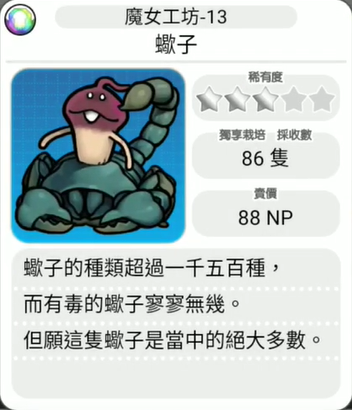 魔女工坊-13
蠍子
稀有度
獨享栽培 採收數
86 隻
賣價
88 NP
蠍子的種類超過一千五百種，
而有毒的蠍子寥寥無幾。
但願這隻蠍子是當中的絕大多數。